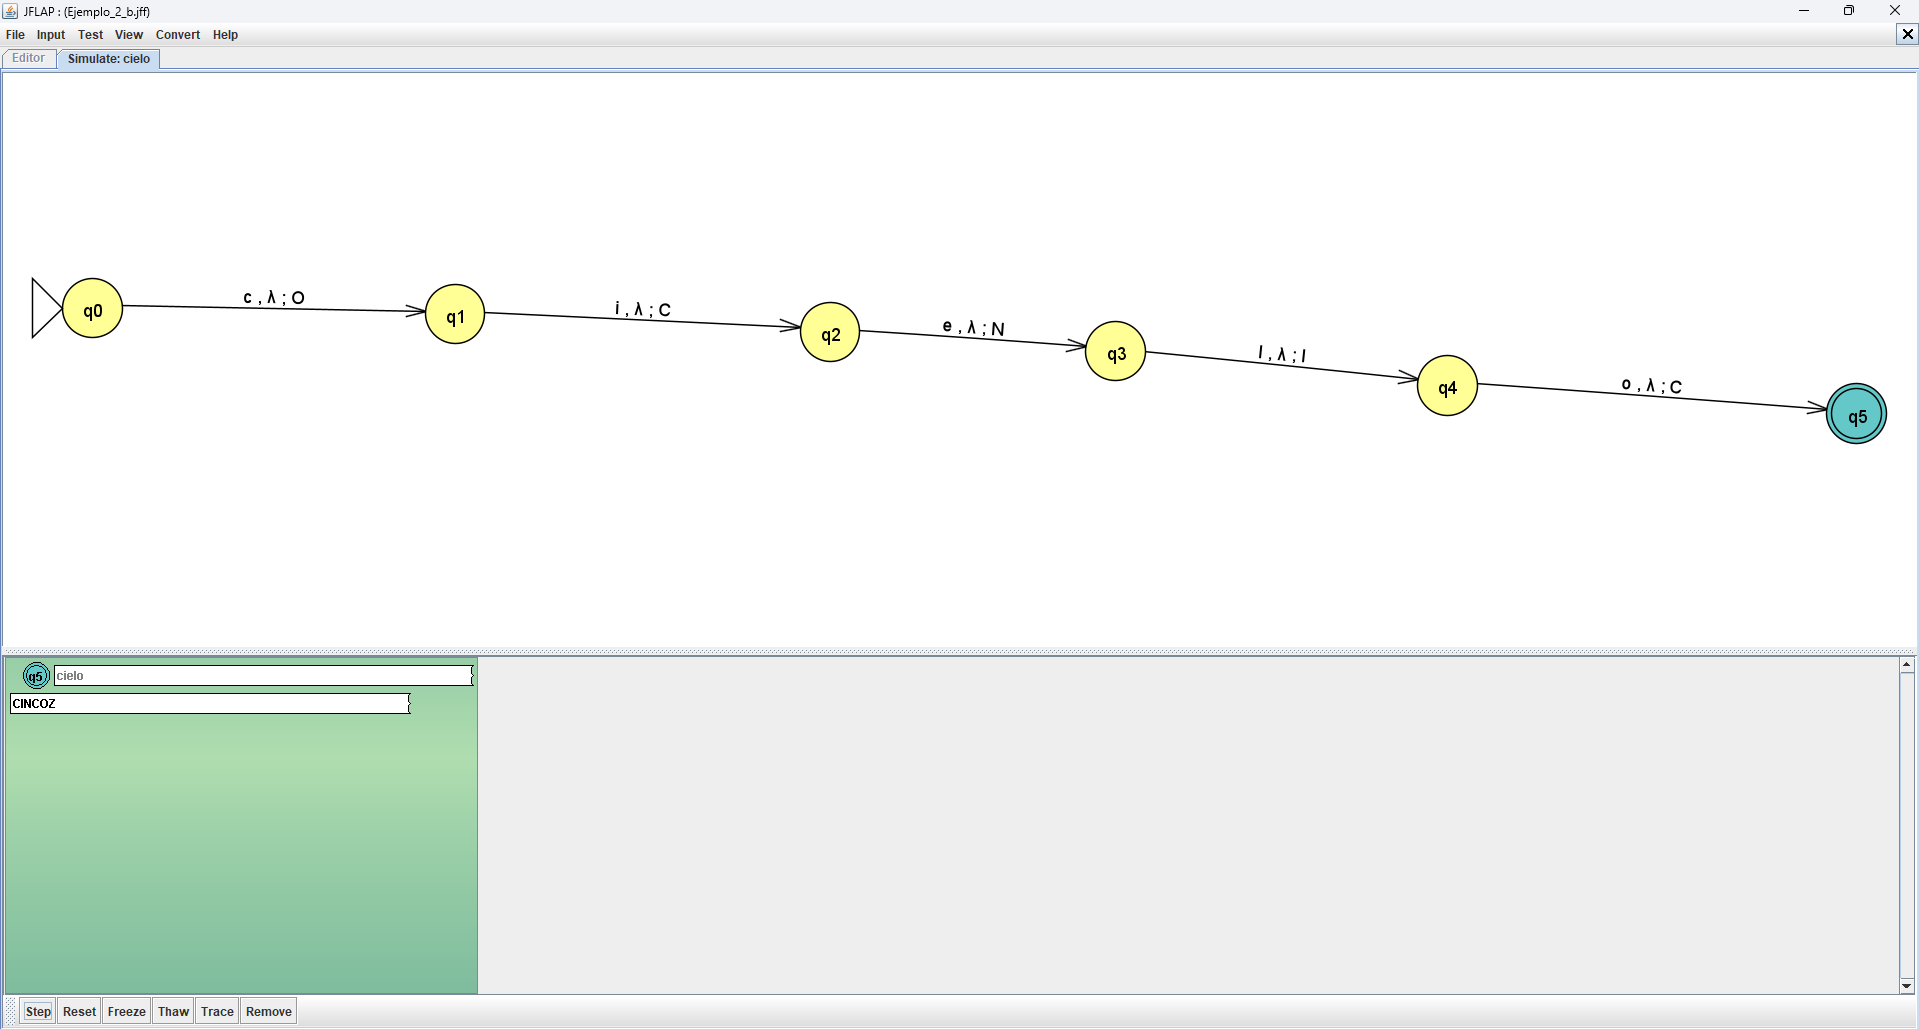 JFLAP : (Ejemplo_2_b.jff)
File Input Test View Convert Help
Editor Simulate: cielo
q0
c , λ ; O
q1
i , λ ; C
q2
e , λ ; N
q3
l , λ ; I
q4
o , λ ; C
q5
q5 cielo
CINCOZ
Step Reset Freeze Thaw Trace Remove